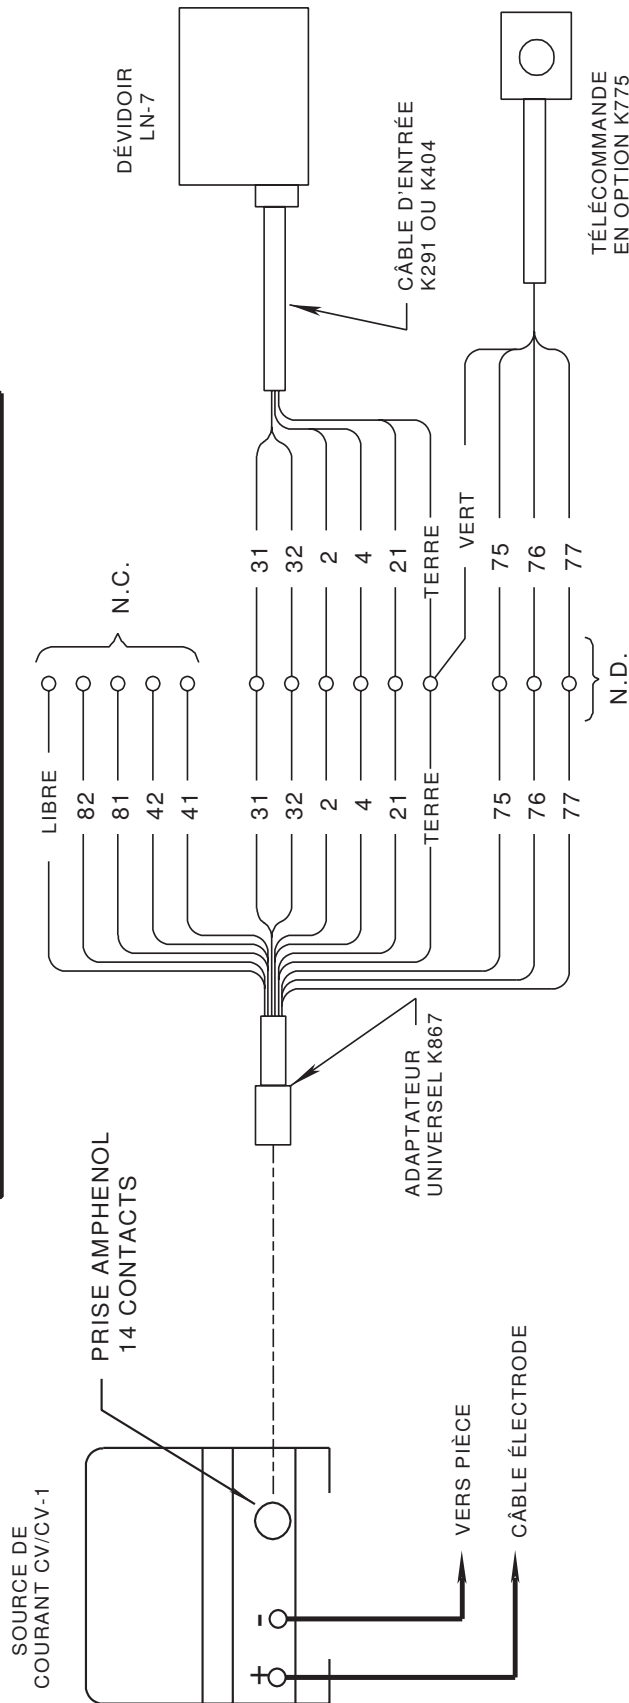 SOURCE DE
COURANT CV/CV-1
+
-
PRISE AMPHENOL
14 CONTACTS
VERS PIÈCE
CÂBLE ÉLECTRODE
ADAPTATEUR
UNIVERSEL K867
LIBRE
82
81
42
41
31
32
2
4
21
TERRE
75
76
77
N.C.
N.D.
31
32
2
4
21
TERRE
VERT
75
76
77
CÂBLE D'ENTRÉE
K291 OU K404
DÉVIDOIR
LN-7
TÉLÉCOMMANDE
EN OPTION K775